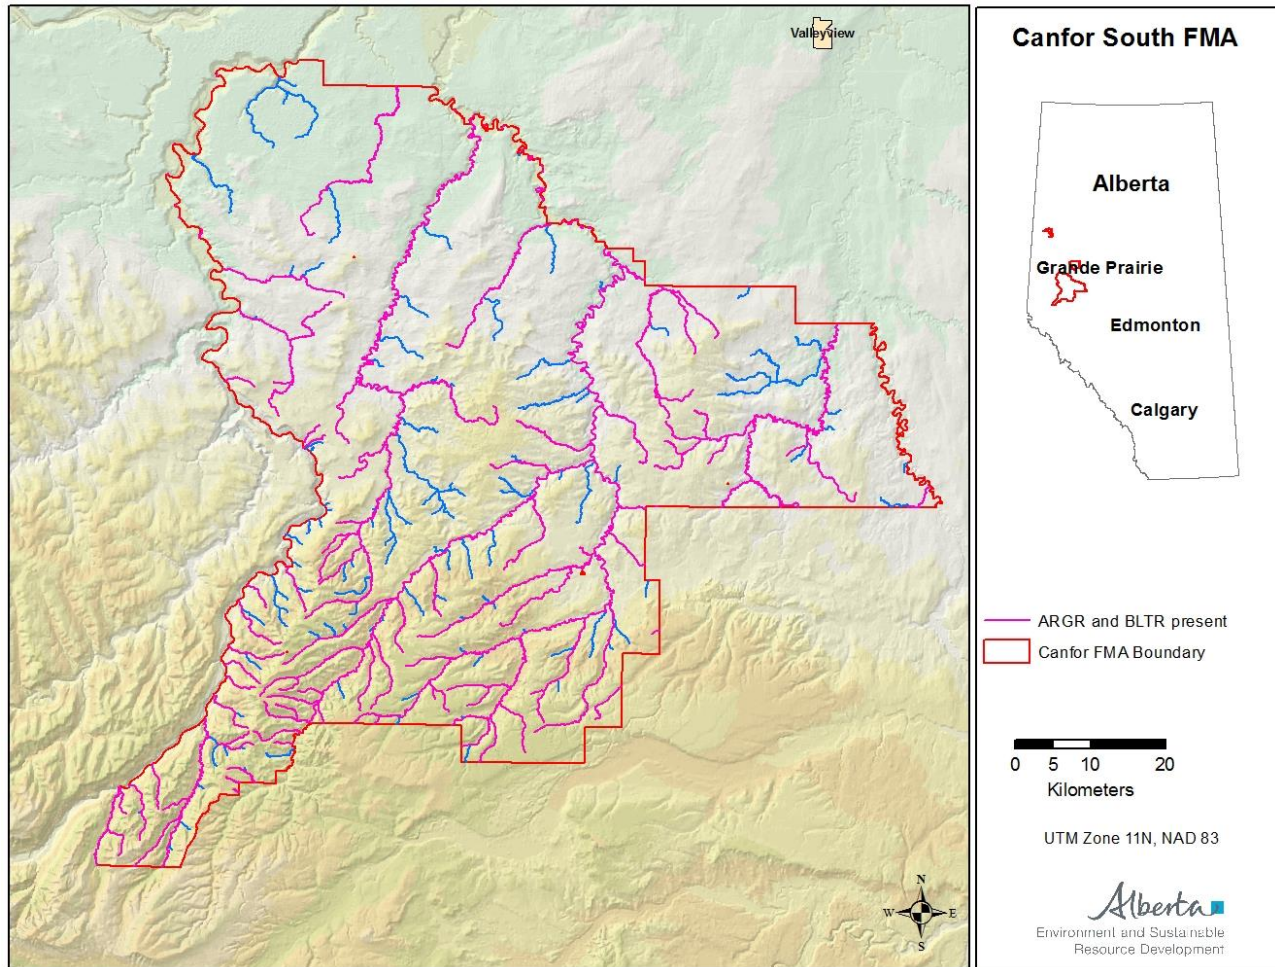 Valleyview
N
W
E
S
Canfor South FMA
Alberta
Grande Prairie
Edmonton
Calgary
ARGR and BLTR present
Canfor FMA Boundary
0 5 10 20
Kilometers
UTM Zone 11N, NAD 83
Alberta
Environment and Sustainable
Resource Development